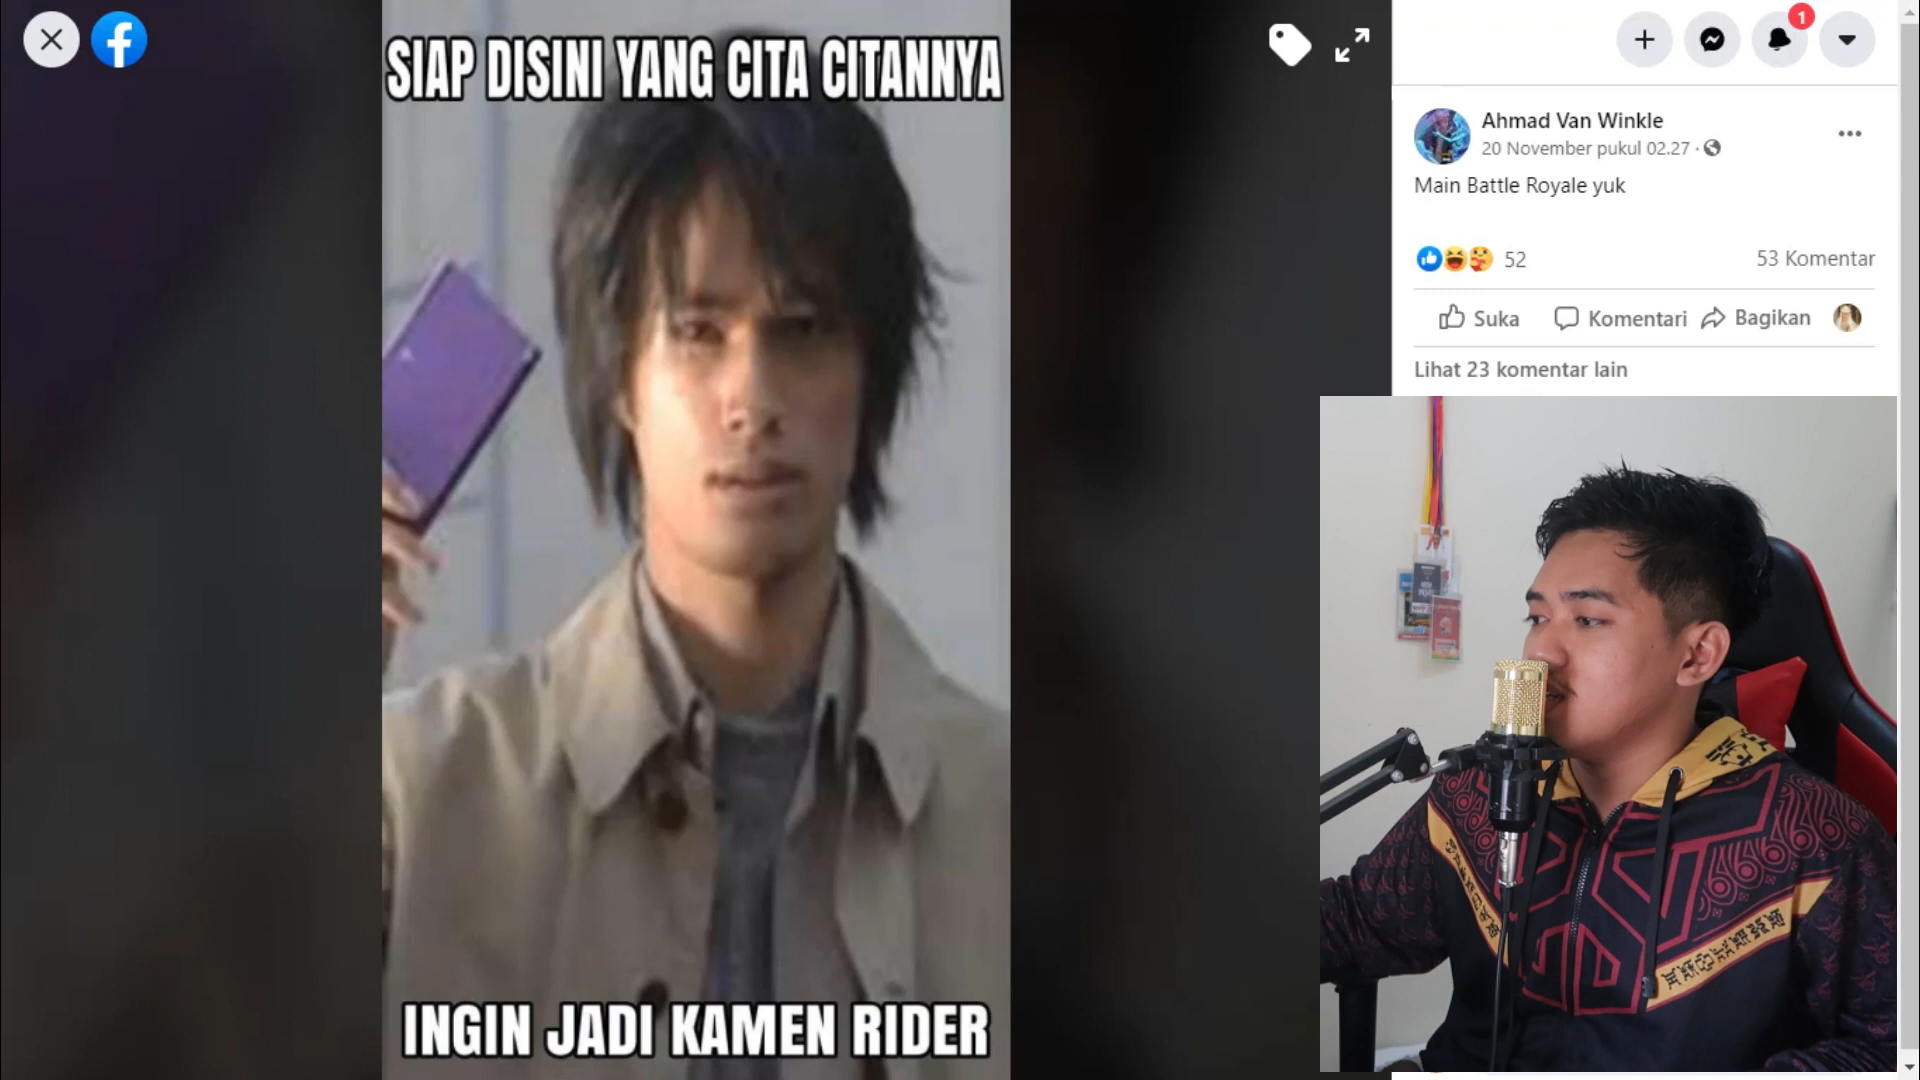 SIAP DISINI YANG CITA CITANNYA
INGIN JADI KAMEN RIDER
1
Ahmad Van Winkle
20 November pukul 02.27
Main Battle Royale yuk
52
53 Komentar
Suka
Komentari
Bagikan
Lihat 23 komentar lain